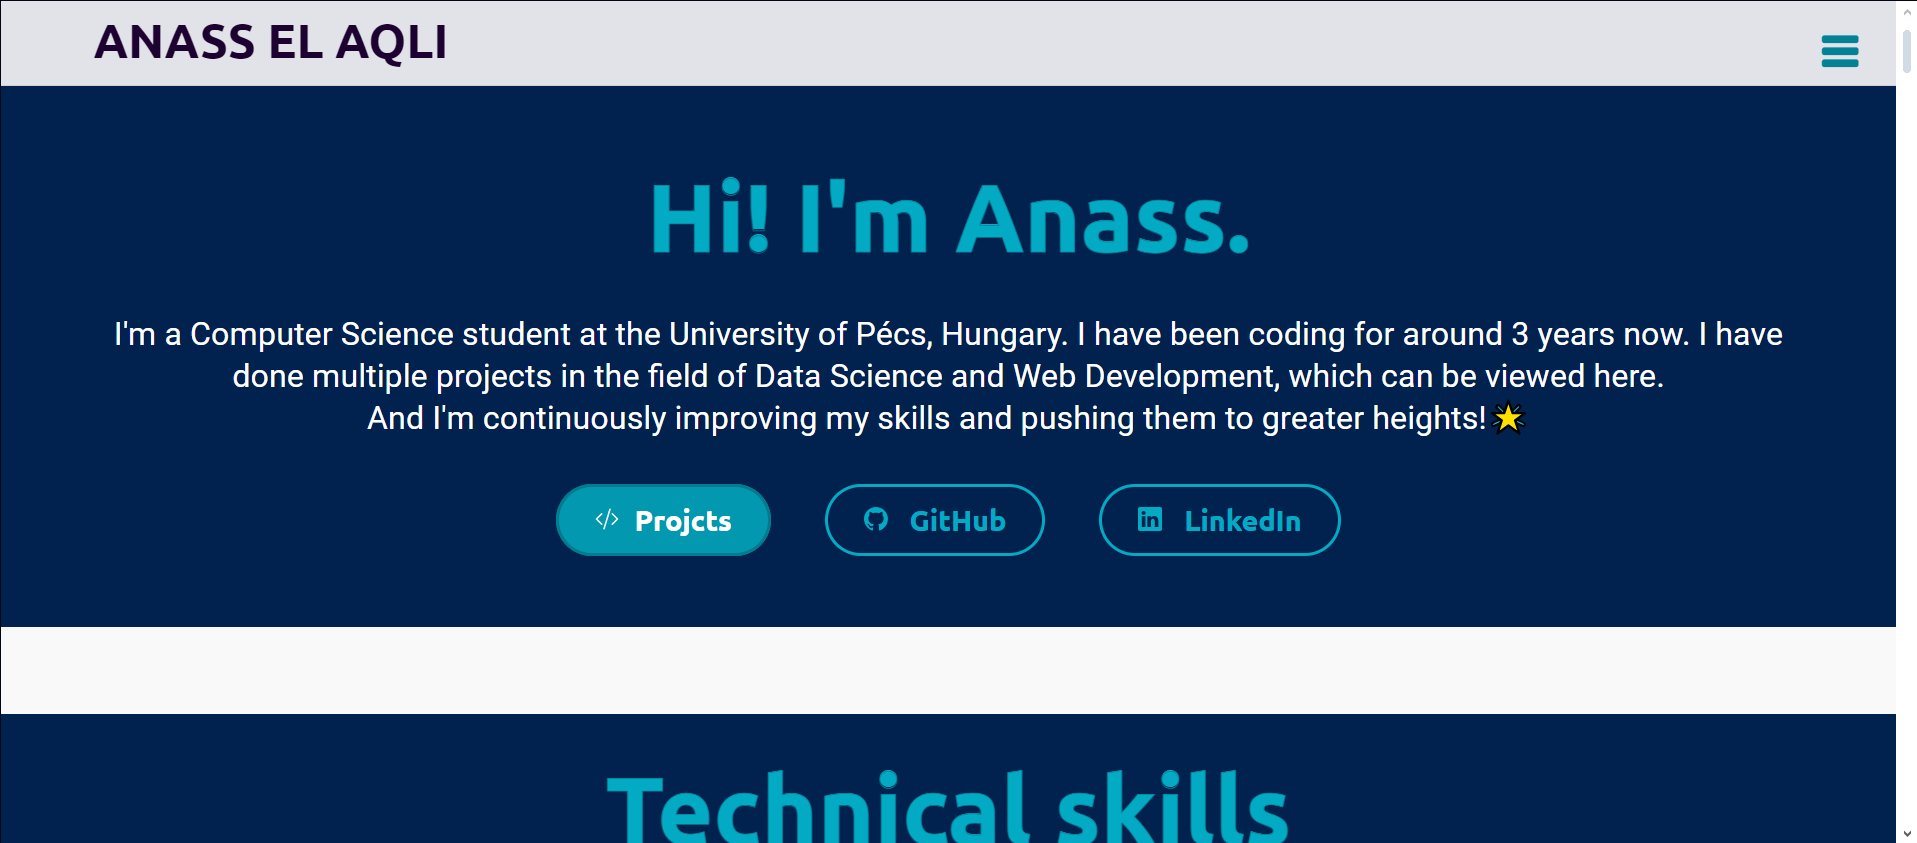 ANASS EL AQLI
Hi! I'm Anass.
I'm a Computer Science student at the University of Pécs, Hungary. I have been coding for around 3 years now. I have
done multiple projects in the field of Data Science and Web Development, which can be viewed here.
And I'm continuously improving my skills and pushing them to greater heights!🌟
</> Projcts
GitHub
in LinkedIn
Technical skills